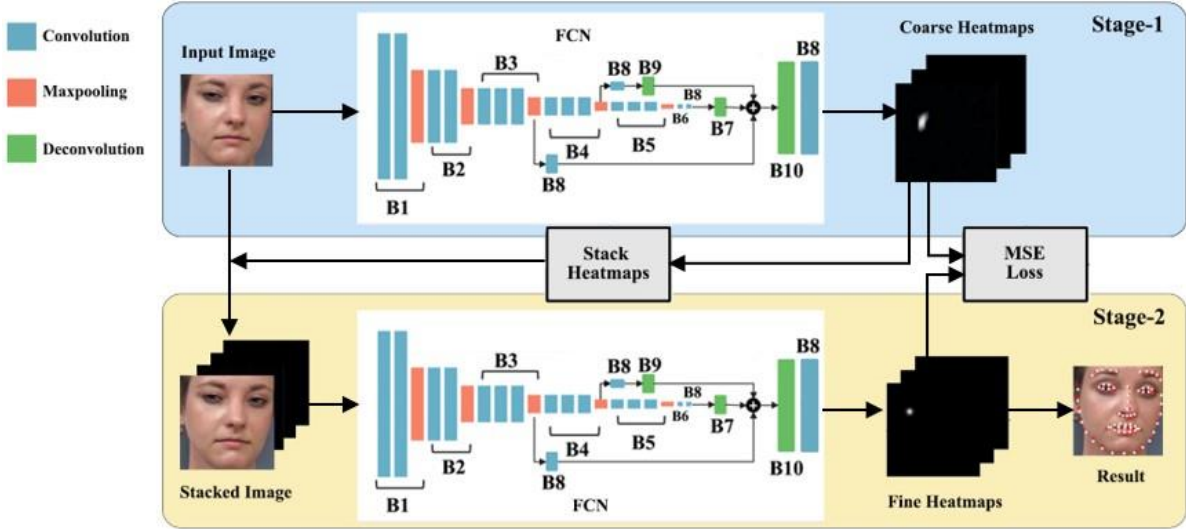 Convolution
Maxpooling
Deconvolution
Stage-1
Input Image
FCN
Coarse Heatmaps
B8
B3
B8
B9
B8
B6
B7
B4
B5
B2
B8
B10
B1
Stack
Heatmaps
MSE
Loss
Stage-2
B8
B3
B8
B9
B8
B6
B7
B4
B5
B2
B8
B10
B1
FCN
Stacked Image
Fine Heatmaps
Result